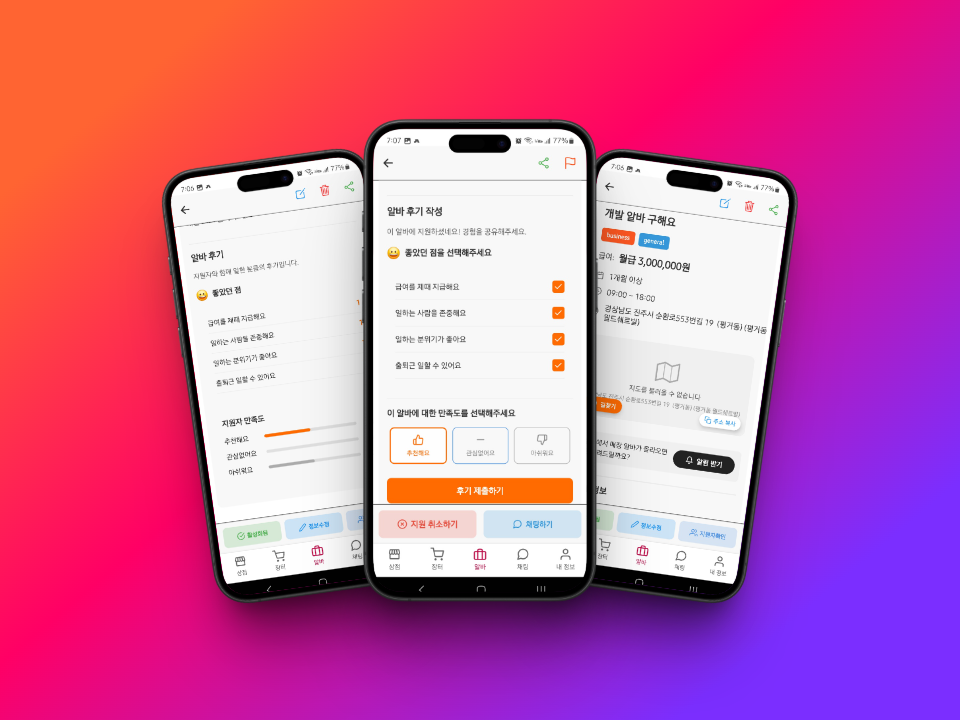 7:06
77%
알바 후기
지원자와 함께 일한 분들의 후기입니다.
좋았던 점
급여를 제때 지급해요
1
일하는 사람을 존중해요
일하는 분위기가 좋아요
출퇴근 일할 수 있어요
지원자 만족도
추천해요
관심없어요
아쉬워요
활성화됨
정보수정
상점
장터
알바
채팅
7:07
77%
알바 후기 작성
이 알바에 지원하셨네요! 경험을 공유해주세요.
좋았던 점을 선택해주세요
급여를 제때 지급해요
일하는 사람을 존중해요
일하는 분위기가 좋아요
출퇴근 일할 수 있어요
이 알바에 대한 만족도를 선택해주세요
추천해요
관심없어요
아쉬워요
후기 제출하기
지원 취소하기
채팅하기
상점
장터
알바
채팅
내 정보
7:06
77%
개발 알바 구해요
business
general
급여:
월급 3,000,000원
1개월 이상
09:00 ~ 18:00
경상남도 진주시 순환로553번길 19 (평거동) (평거동
월드쉐르빌)
지도를 불러올 수 없습니다
남도 진주시 순환로553번길 19 (평거동) (평거동 월드쉐르빌)
길찾기
주소 복사
에서 매칭 알바가 올라오면
려드릴까요?
알림 받기
정보
정보수정
지원자확인
장터
알바
채팅
내 정보